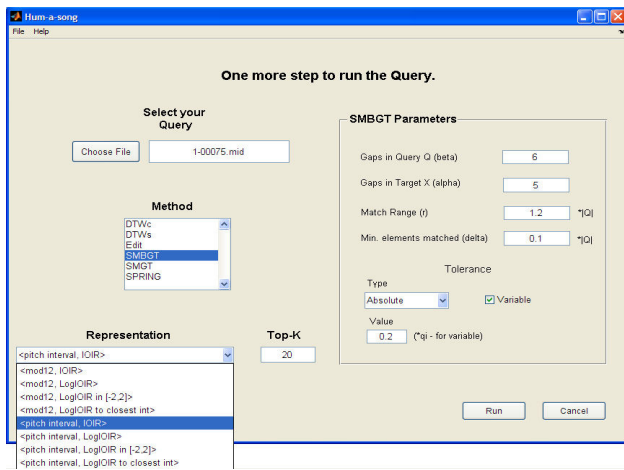 Hum-a-song
File Help
One more step to run the Query.
Select your
Query
Choose File 1-00075.mid
Method
DTWc
DTWs
Edit
SMBGT
SMGT
SPRING
Representation Top-K
<pitch interval, IOIR> 20
<mod12, IOIR>
<mod12, LogIOIR>
<mod12, LogIOIR in [-2,2]>
<mod12, LogIOIR to closest int>
<pitch interval, IOIR>
<pitch interval, LogIOIR>
<pitch interval, LogIOIR in [-2,2]>
<pitch interval, LogIOIR to closest int>
SMBGT Parameters
Gaps in Query Q (beta) 6
Gaps in Target X (alpha) 5
Match Range (r) 1.2 *|Q|
Min. elements matched (delta) 0.1 *|Q|
Tolerance
Type
Absolute Variable
Value
0.2 (*qi - for variable)
Run Cancel